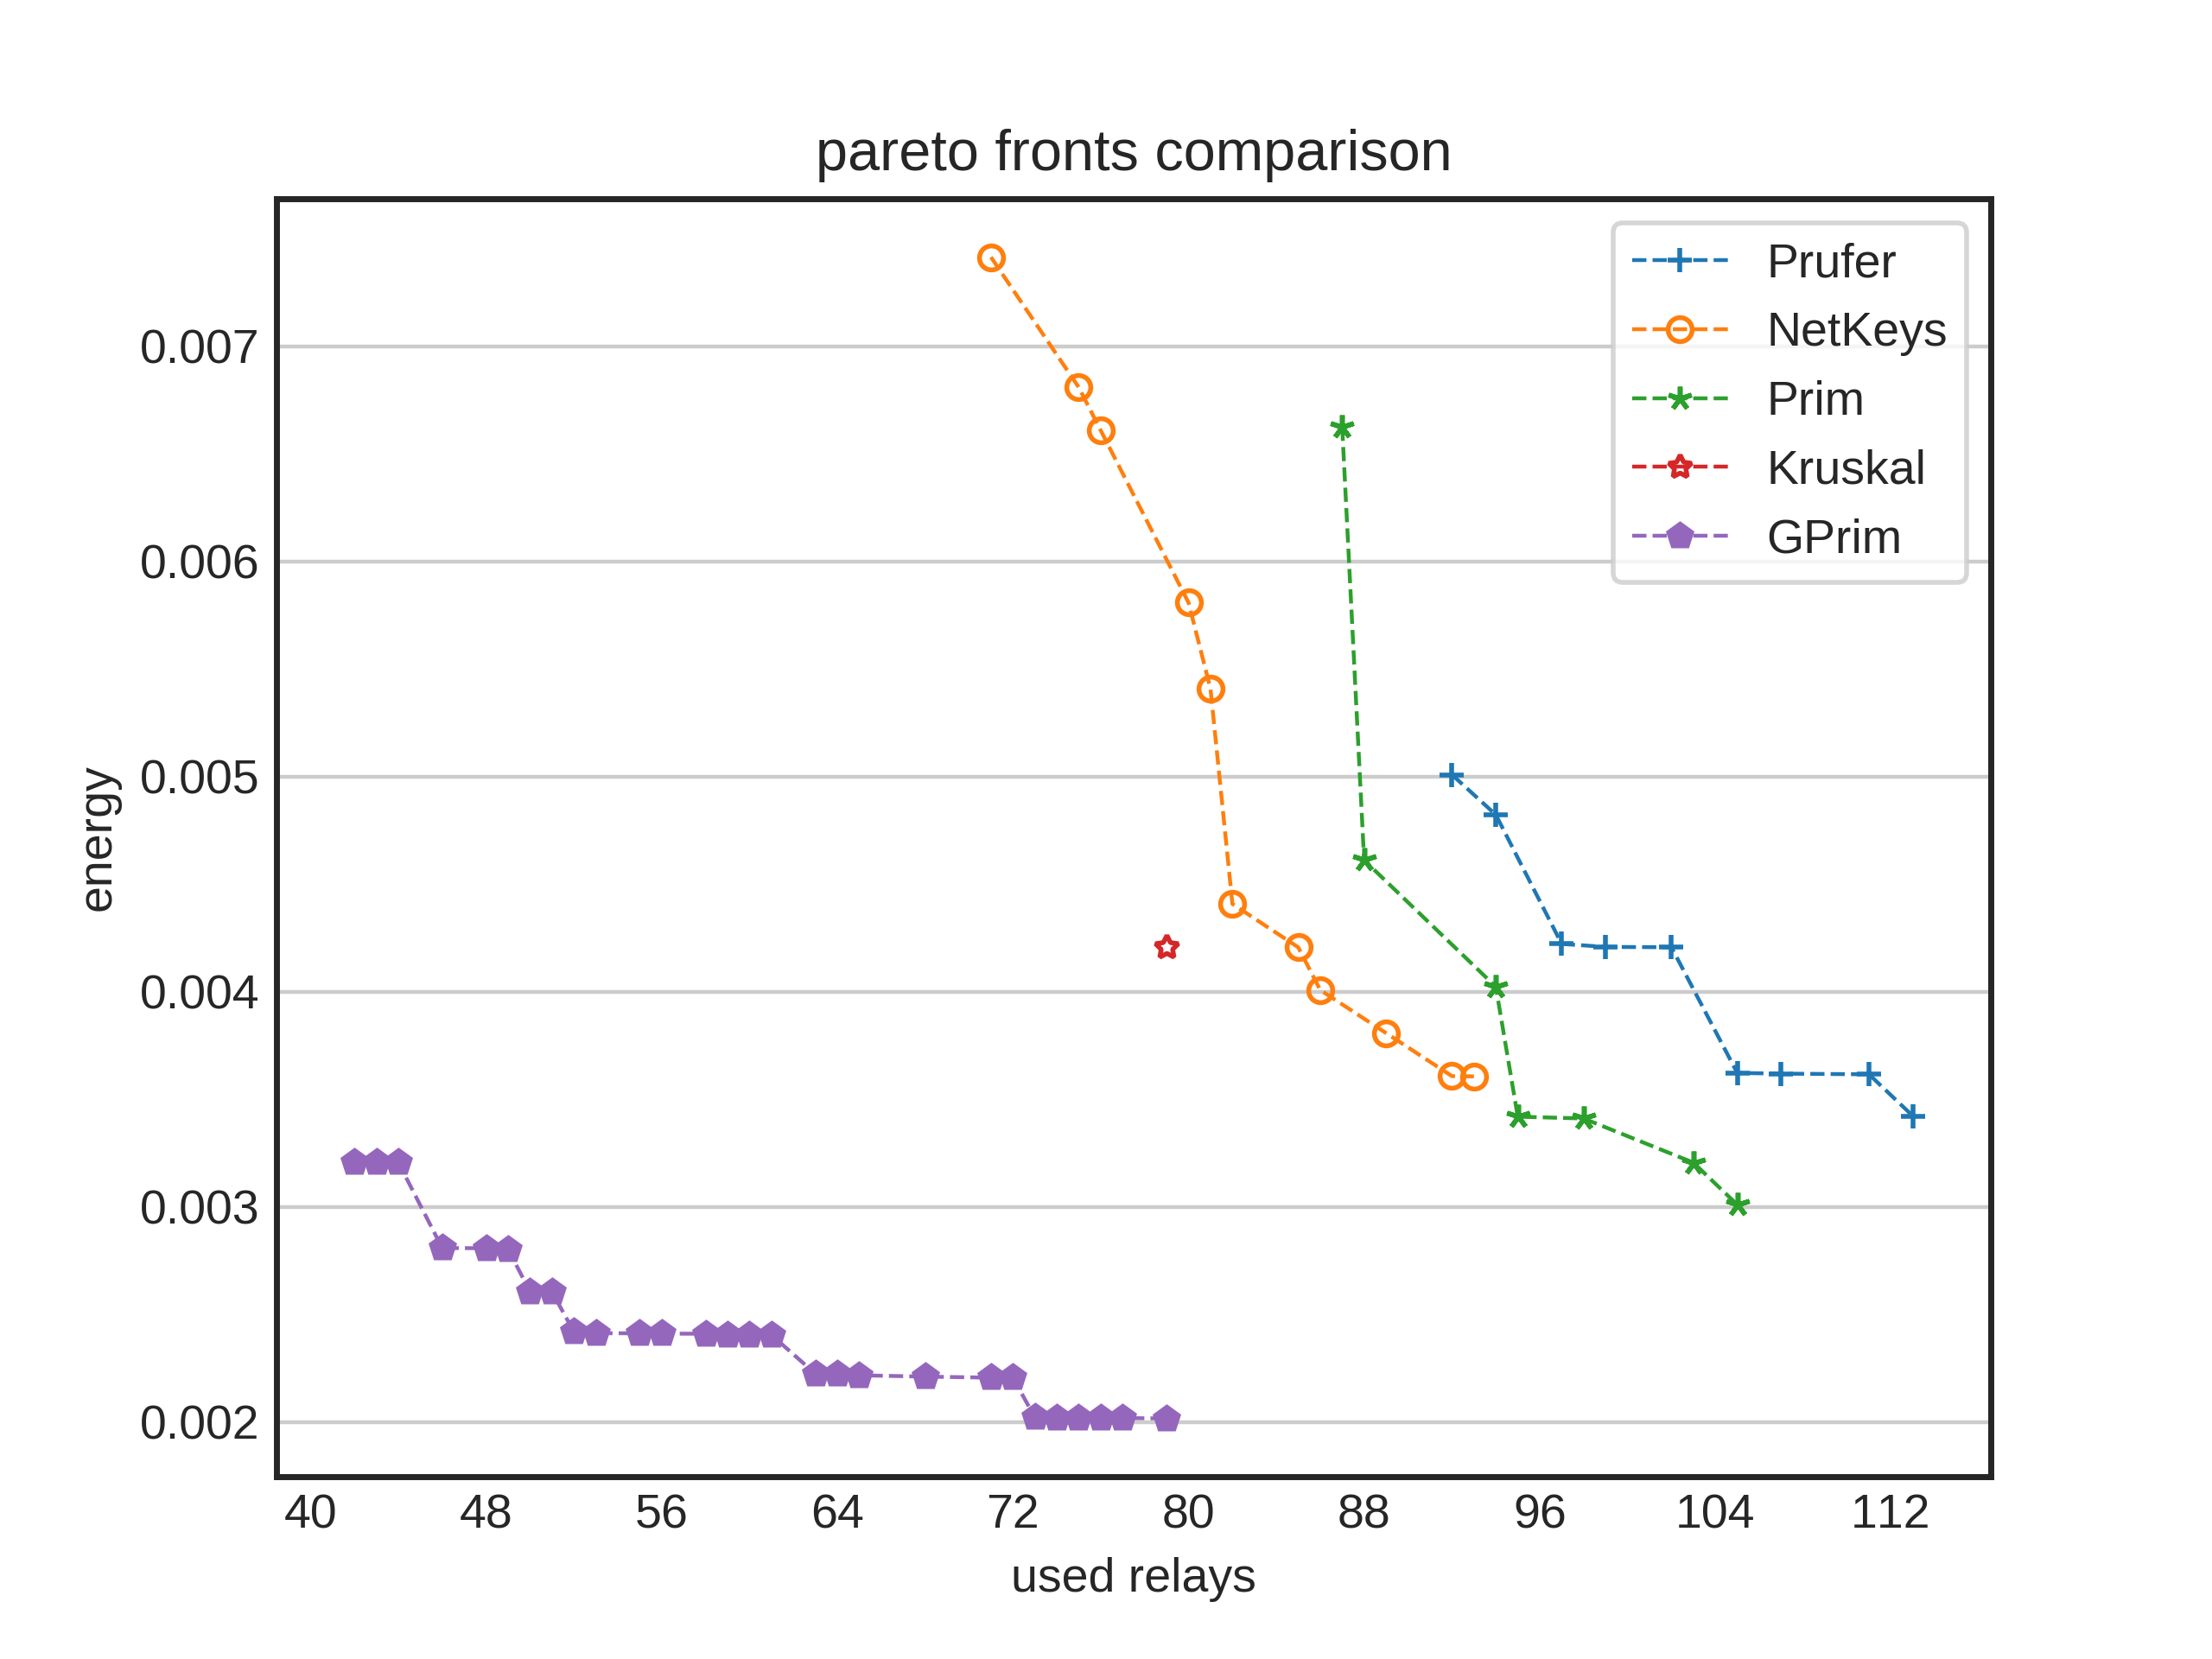 pareto fronts comparison
Prufer
NetKeys
Prim
Kruskal
GPrim
0.007
0.006
0.005
0.004
0.003
0.002
energy
40 48 56 64 72 80 88 96 104 112
used relays